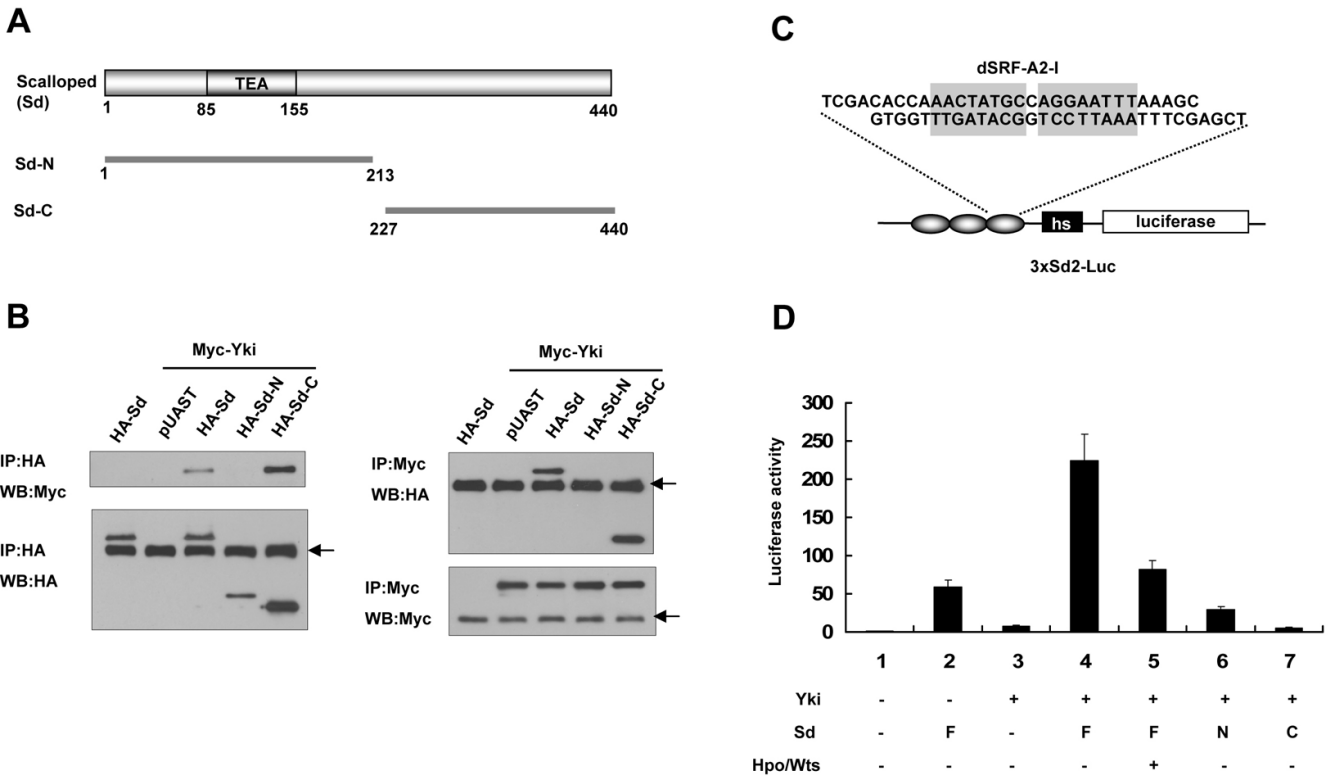 A
Scalloped
(Sd)
TEA
1 85 155 440
Sd-N
1 213
Sd-C
227 440
B
Myc-Yki
HA-Sd pUAST HA-Sd HA-Sd-N HA-Sd-C
IP:HA
WB:Myc
IP:HA
WB:HA
Myc-Yki
HA-Sd pUAST HA-Sd HA-Sd-N HA-Sd-C
IP:Myc
WB:HA
IP:Myc
WB:Myc
C
dSRF-A2-I
TCGACACCAAACTATGCCAGGAATTTAAAGC
GTGGTTTGATACGGTCCTTAAATTTCGAGCT
hs luciferase
3xSd2-Luc
D
Luciferase activity
300
250
200
150
100
50
0
1 2 3 4 5 6 7
Yki - - + + + + +
Sd - F - F F N C
Hpo/Wts - - - - + - -